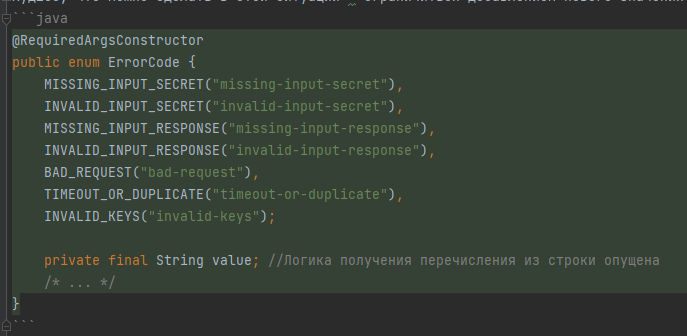 ```java
@RequiredArgsConstructor
public enum ErrorCode {
    MISSING_INPUT_SECRET("missing-input-secret"),
    INVALID_INPUT_SECRET("invalid-input-secret"),
    MISSING_INPUT_RESPONSE("missing-input-response"),
    INVALID_INPUT_RESPONSE("invalid-input-response"),
    BAD_REQUEST("bad-request"),
    TIMEOUT_OR_DUPLICATE("timeout-or-duplicate"),
    INVALID_KEYS("invalid-keys");

    private final String value; //Логика получения перечисления из строки опущена
    /* ... */
}
```